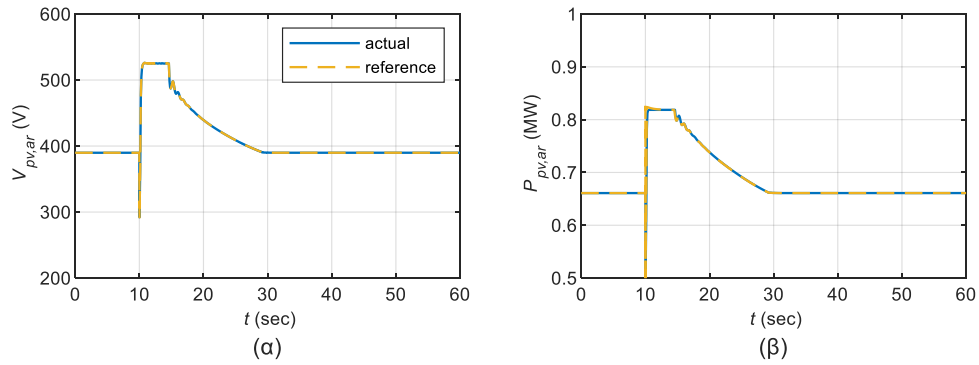 600
500
400
300
200
V_pv,ar (V)
actual
reference
0 10 20 30 40 50 60
t (sec)
(α)
1
0.9
0.8
0.7
0.6
0.5
P_pv,ar (MW)
0 10 20 30 40 50 60
t (sec)
(β)